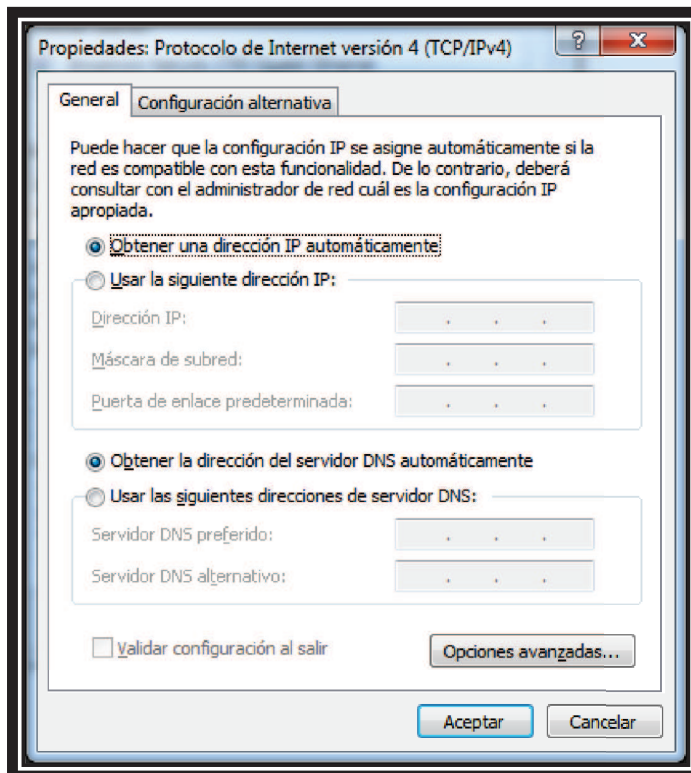 Propiedades: Protocolo de Internet versión 4 (TCP/IPv4)
General
Configuración alternativa
Puede hacer que la configuración IP se asigne automáticamente si la
red es compatible con esta funcionalidad. De lo contrario, deberá
consultar con el administrador de red cuál es la configuración IP
apropiada.
Obtener una dirección IP automáticamente
Usar la siguiente dirección IP:
Dirección IP:
Máscara de subred:
Puerta de enlace predeterminada:
Obtener la dirección del servidor DNS automáticamente
Usar las siguientes direcciones de servidor DNS:
Servidor DNS preferido:
Servidor DNS alternativo:
Validar configuración al salir
Opciones avanzadas...
Aceptar
Cancelar